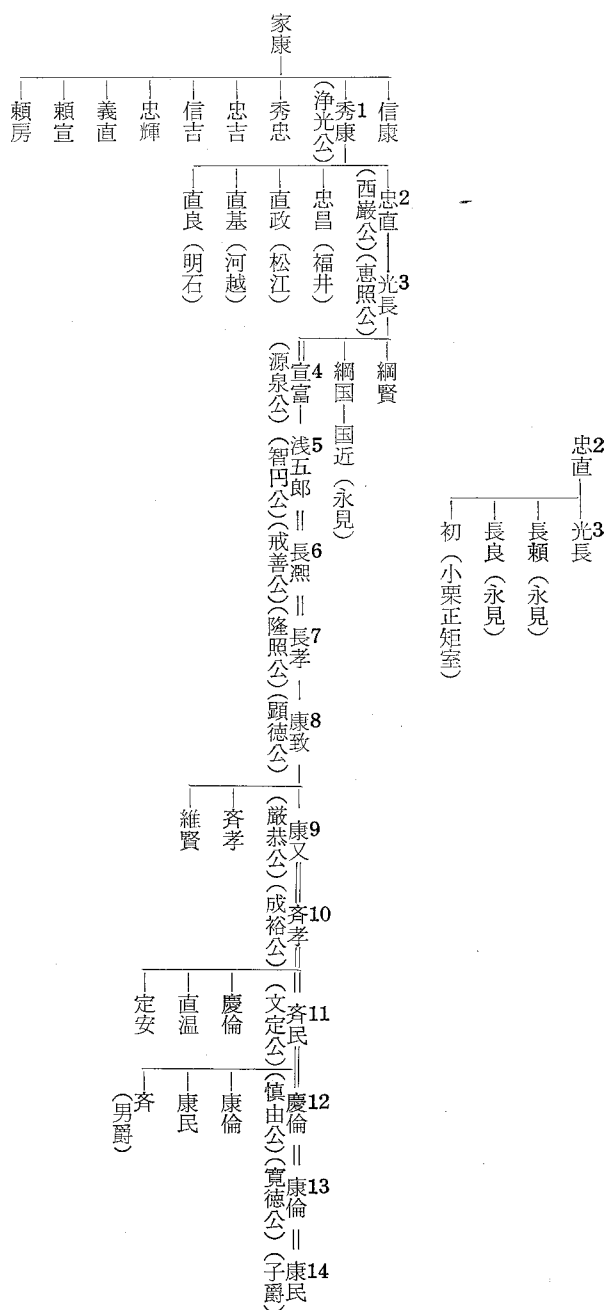 家康
信康
秀康1
(浄光公)
秀忠
忠吉
信吉
忠輝
義直
頼宣
頼房
忠直2
(西巌公)
忠昌(福井)
直政(松江)
直基(河越)
直良(明石)
光長3
(恵照公)
綱賢
綱国
国近(永見)
宣富4
(源泉公)
浅五郎5
(智円公)
長凞6
(戒善公)
長孝7
(隆照公)
康致8
(顕徳公)
康又9
(厳恭公)
斉孝
維賢
斉孝10
(成裕公)
斉民11
(文定公)
慶倫
直温
定安
慶倫12
(慎由公)
康倫
康民
斉
(男爵)
康倫13
(寛徳公)
康民14
(子爵)
忠直2
光長3
長頼(永見)
長良(永見)
初(小栗正矩室)